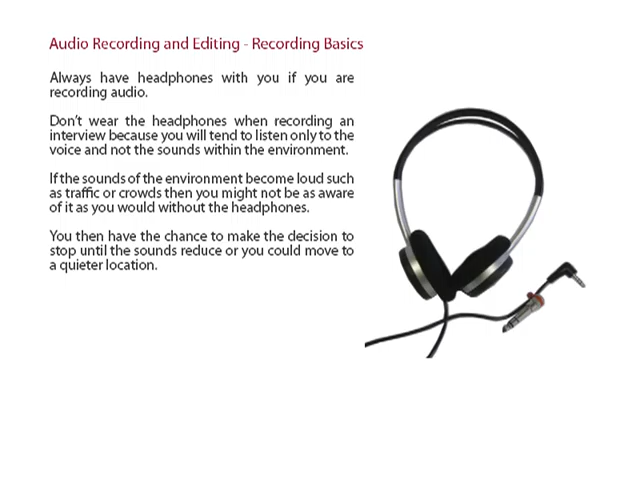 Audio Recording and Editing - Recording Basics
Always have headphones with you if you are
recording audio.
Don't wear the headphones when recording an
interview because you will tend to listen only to the
voice and not the sounds within the environment.
If the sounds of the environment become loud such
as traffic or crowds then you might not be as aware
of it as you would without the headphones.
You then have the chance to make the decision to
stop until the sounds reduce or you could move to
a quieter location.